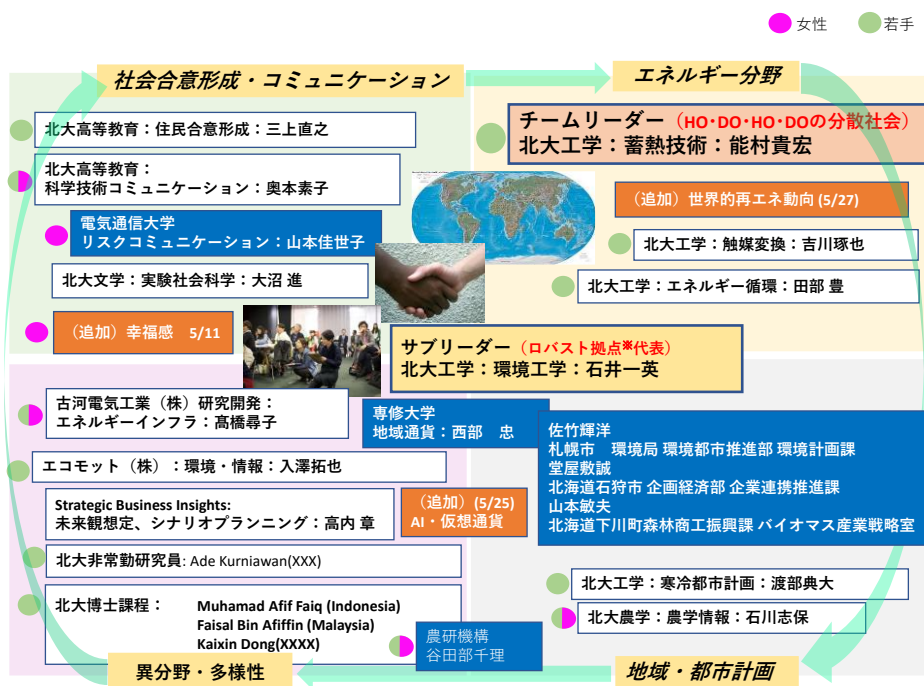 女性
若手
社会合意形成・コミュニケーション
エネルギー分野
北大高等教育：住民合意形成：三上直之
北大高等教育：
科学技術コミュニケーション：奥本素子
電気通信大学
リスクコミュニケーション：山本佳世子
北大文学：実験社会科学：大沼 進
（追加）幸福感　5/11
チームリーダー（HO・DO・HO・DOの分散社会）
北大工学：蓄熱技術：能村貴宏
（追加）世界的再エネ動向 (5/27)
北大工学：触媒変換：吉川琢也
北大工学：エネルギー循環：田部 豊
サブリーダー（ロバスト拠点※代表）
北大工学：環境工学：石井一英
古河電気工業（株）研究開発：
エネルギーインフラ：髙橋尋子
専修大学
地域通貨：西部　忠
エコモット（株）：環境・情報：入澤拓也
Strategic Business Insights:
未来観想定、シナリオプランニング：高内 章
（追加）(5/25)
AI・仮想通貨
佐竹輝洋
札幌市　環境局 環境都市推進部 環境計画課
堂屋敷誠
北海道石狩市 企画経済部 企業連携推進課
山本敏夫
北海道下川町森林商工振興課 バイオマス産業戦略室
北大非常勤研究員: Ade Kurniawan(XXX)
北大博士課程：　Muhamad Afif Faiq (Indonesia)
Faisal Bin Afiffin (Malaysia)
Kaixin Dong(XXXX)
農研機構
谷田部千理
北大工学：寒冷都市計画：渡部典大
北大農学：農学情報：石川志保
異分野・多様性
地域・都市計画